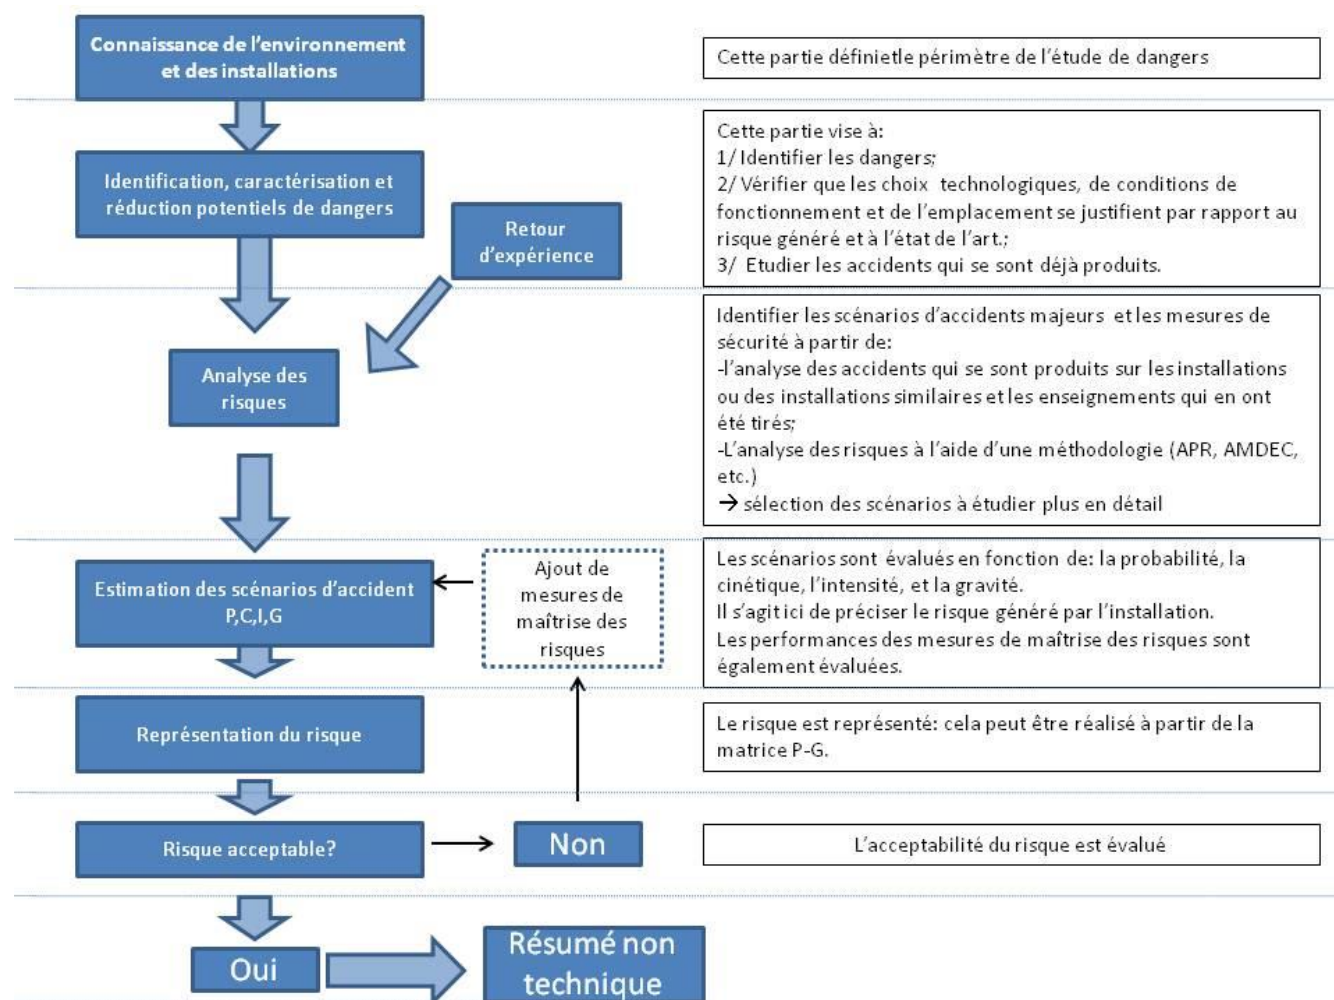 Connaissance de l'environnement
et des installations
Cette partie définietle périmètre de l'étude de dangers
Identification, caractérisation et
réduction potentiels de dangers
Retour
d'expérience
Cette partie vise à:
1/ Identifier les dangers;
2/ Vérifier que les choix technologiques, de conditions de
fonctionnement et de l'emplacement se justifient par rapport au
risque généré et à l'état de l'art.;
3/ Etudier les accidents qui se sont déjà produits.
Analyse des
risques
Identifier les scénarios d'accidents majeurs et les mesures de
sécurité à partir de:
-l'analyse des accidents qui se sont produits sur les installations
ou des installations similaires et les enseignements qui en ont
été tirés;
-L'analyse des risques à l'aide d'une méthodologie (APR, AMDEC,
etc.)
→ sélection des scénarios à étudier plus en détail
Estimation des scénarios d'accident
P,C,I,G
Ajout de
mesures de
maîtrise des
risques
Les scénarios sont évalués en fonction de: la probabilité, la
cinétique, l'intensité, et la gravité.
Il s'agit ici de préciser le risque généré par l'installation.
Les performances des mesures de maîtrise des risques sont
également évaluées.
Représentation du risque
Le risque est représenté: cela peut être réalisé à partir de la
matrice P-G.
Risque acceptable?
Non
L'acceptabilité du risque est évalué
Oui
Résumé non
technique